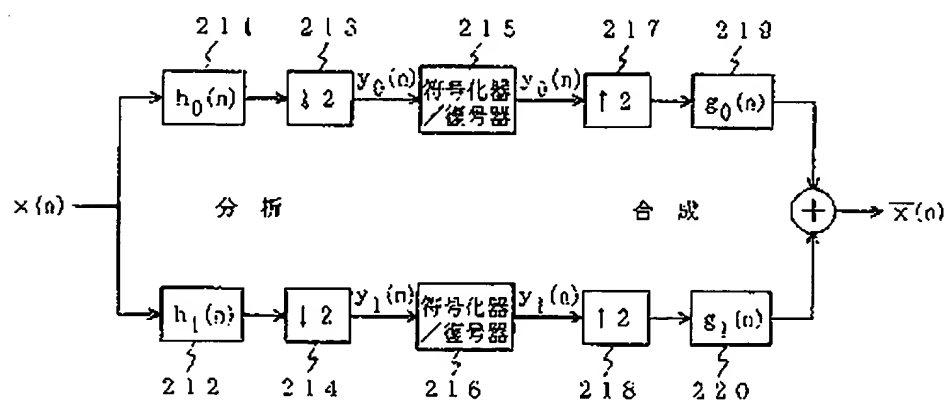 211 213 215 217 219
h₀(n) ↓2 y₀(n) 符号化器 y₀(n) ↑2 g₀(n)
/復号器
x(n) 分析 合成 + x̅(n)
h₁(n) ↓2 y₁(n) 符号化器 y₁(n) ↑2 g₁(n)
/復号器
212 214 216 218 220